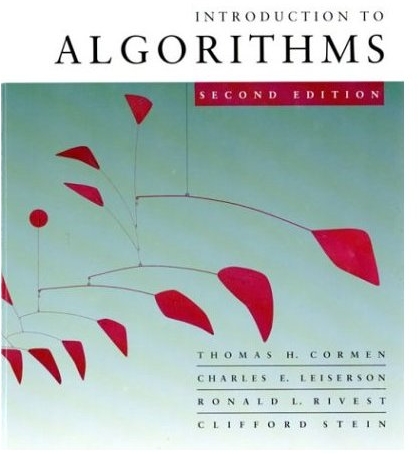 INTRODUCTION TO
ALGORITHMS
SECOND EDITION
THOMAS H. CORMEN
CHARLES E. LEISERSON
RONALD L. RIVEST
CLIFFORD STEIN